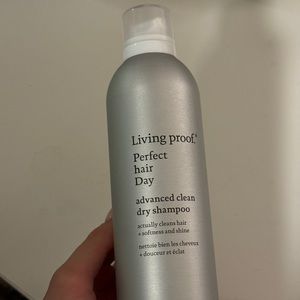 Living proof.®
Perfect
hair
Day
advanced clean
dry shampoo
actually cleans hair
+ softness and shine
nettoie bien les cheveux
+ douceur et éclat